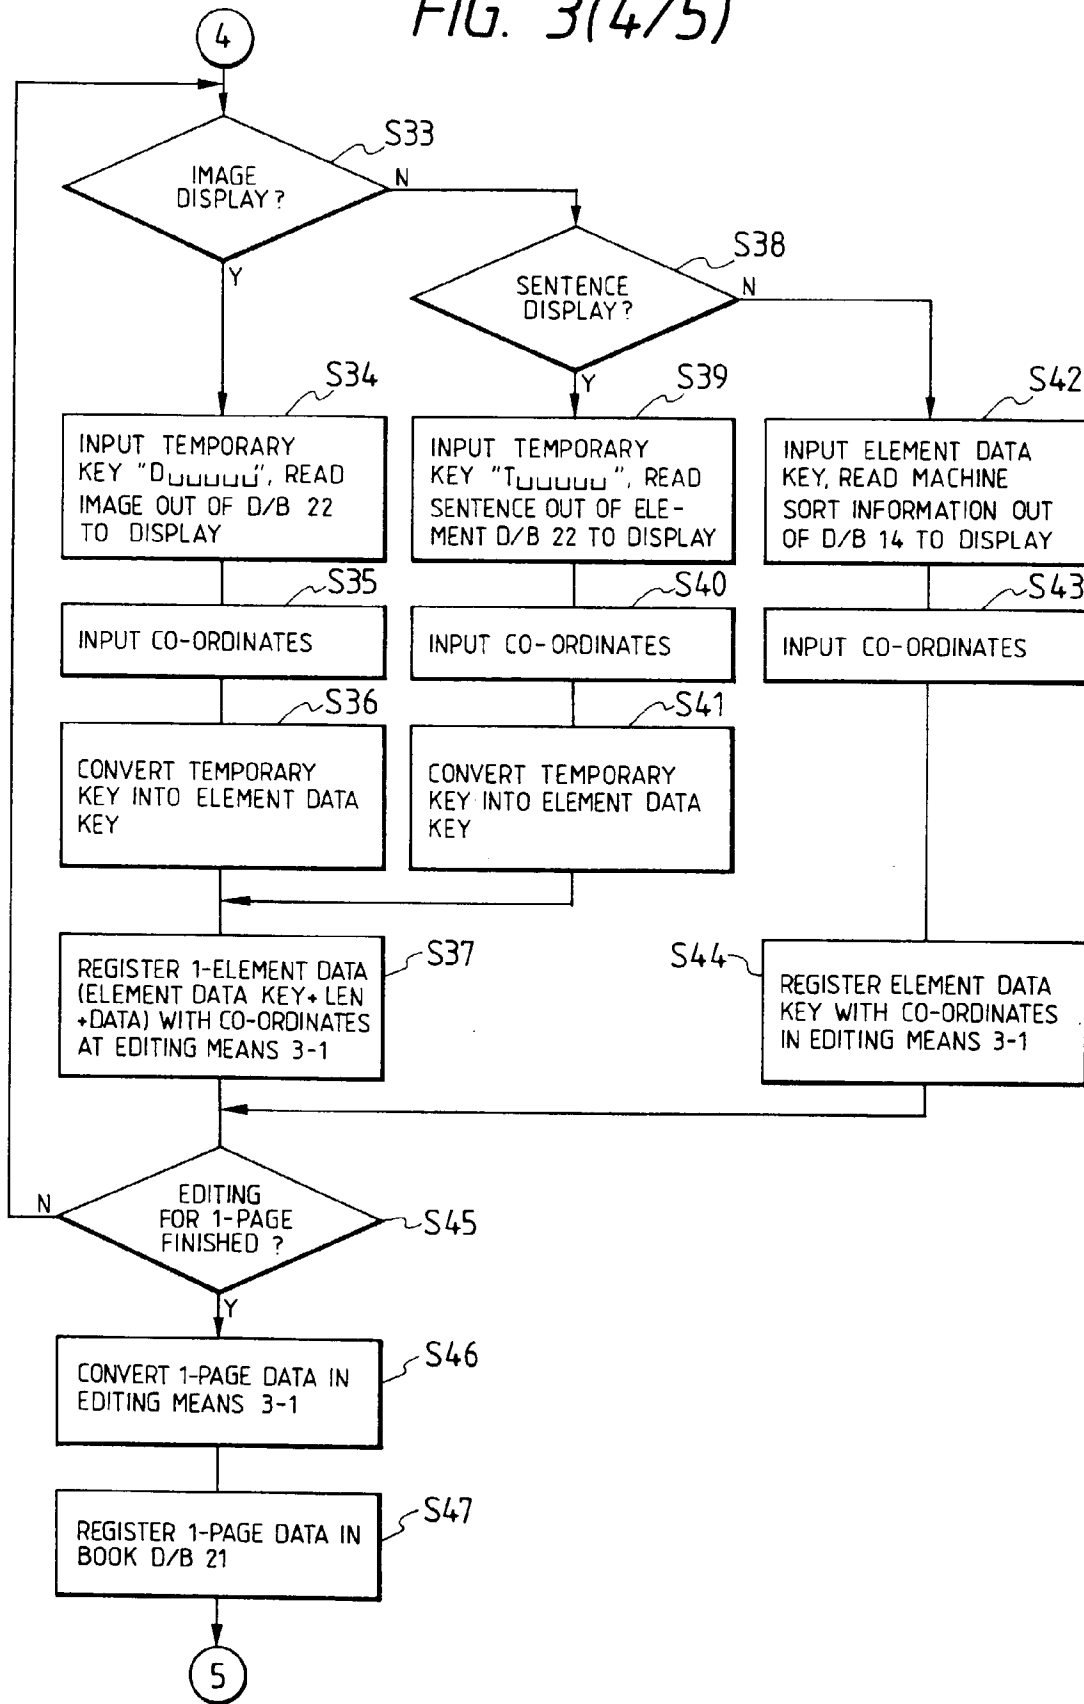 FIG. 3(4/5)
4
S33
IMAGE
DISPLAY?
N
Y
S38
SENTENCE
DISPLAY?
N
Y
S34
INPUT TEMPORARY
KEY "D␣␣␣␣␣", READ
IMAGE OUT OF D/B 22
TO DISPLAY
S39
INPUT TEMPORARY
KEY "T␣␣␣␣␣", READ
SENTENCE OUT OF ELE-
MENT D/B 22 TO DISPLAY
S42
INPUT ELEMENT DATA
KEY, READ MACHINE
SORT INFORMATION OUT
OF D/B 14 TO DISPLAY
S35
INPUT CO-ORDINATES
S40
INPUT CO-ORDINATES
S43
INPUT CO-ORDINATES
S36
CONVERT TEMPORARY
KEY INTO ELEMENT DATA
KEY
S41
CONVERT TEMPORARY
KEY INTO ELEMENT DATA
KEY
S37
REGISTER 1-ELEMENT DATA
(ELEMENT DATA KEY+LEN
+DATA) WITH CO-ORDINATES
AT EDITING MEANS 3-1
S44
REGISTER ELEMENT DATA
KEY WITH CO-ORDINATES
IN EDITING MEANS 3-1
N
EDITING
FOR 1-PAGE
FINISHED ?
S45
Y
S46
CONVERT 1-PAGE DATA IN
EDITING MEANS 3-1
S47
REGISTER 1-PAGE DATA IN
BOOK D/B 21
5